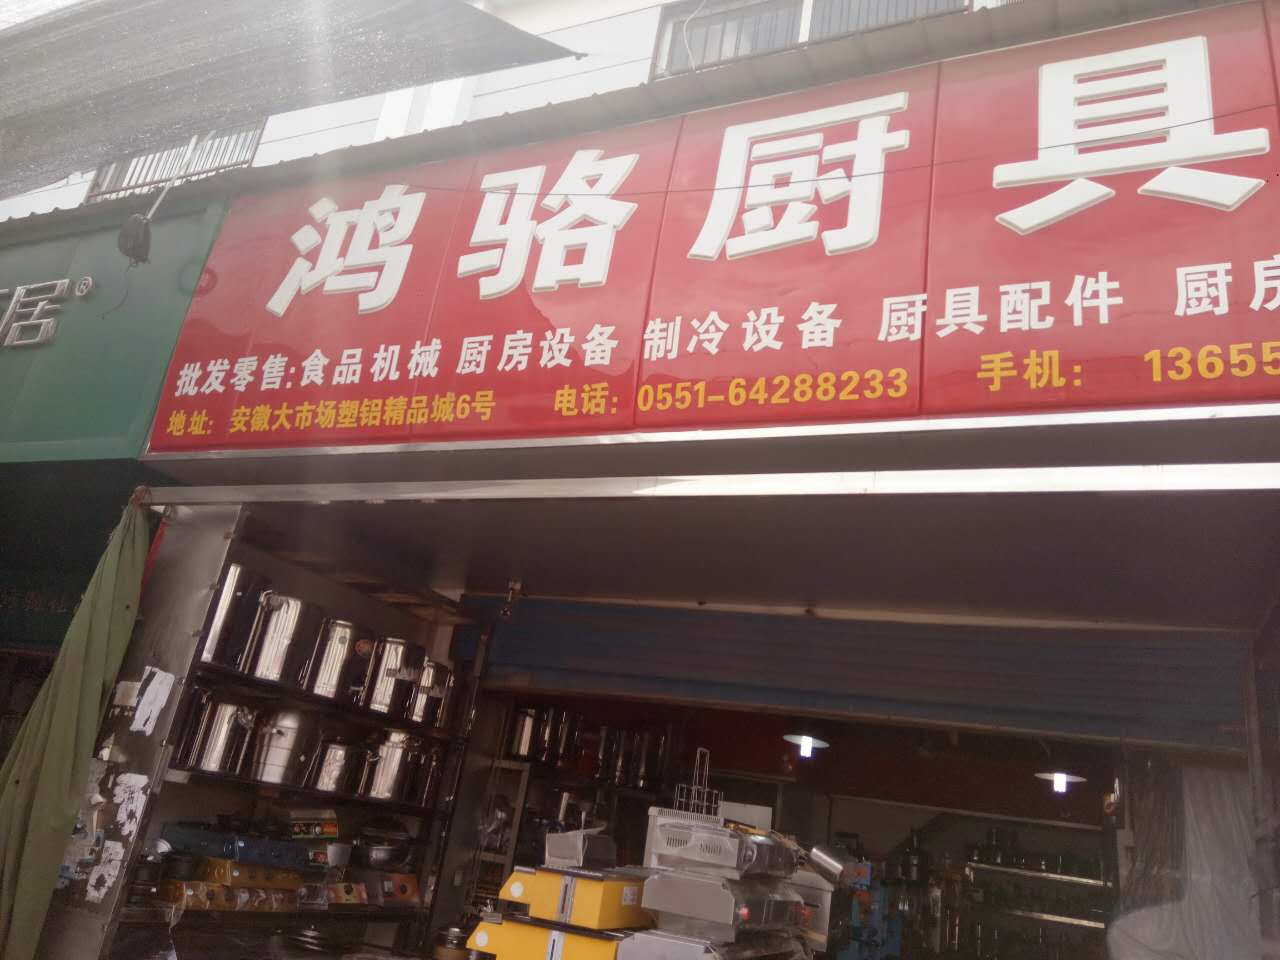 居®
鸿骆厨具
批发零售:食品机械 厨房设备 制冷设备 厨具配件 厨房
地址: 安徽大市场塑铝精品城6号 电话: 0551-64288233 手机: 13655